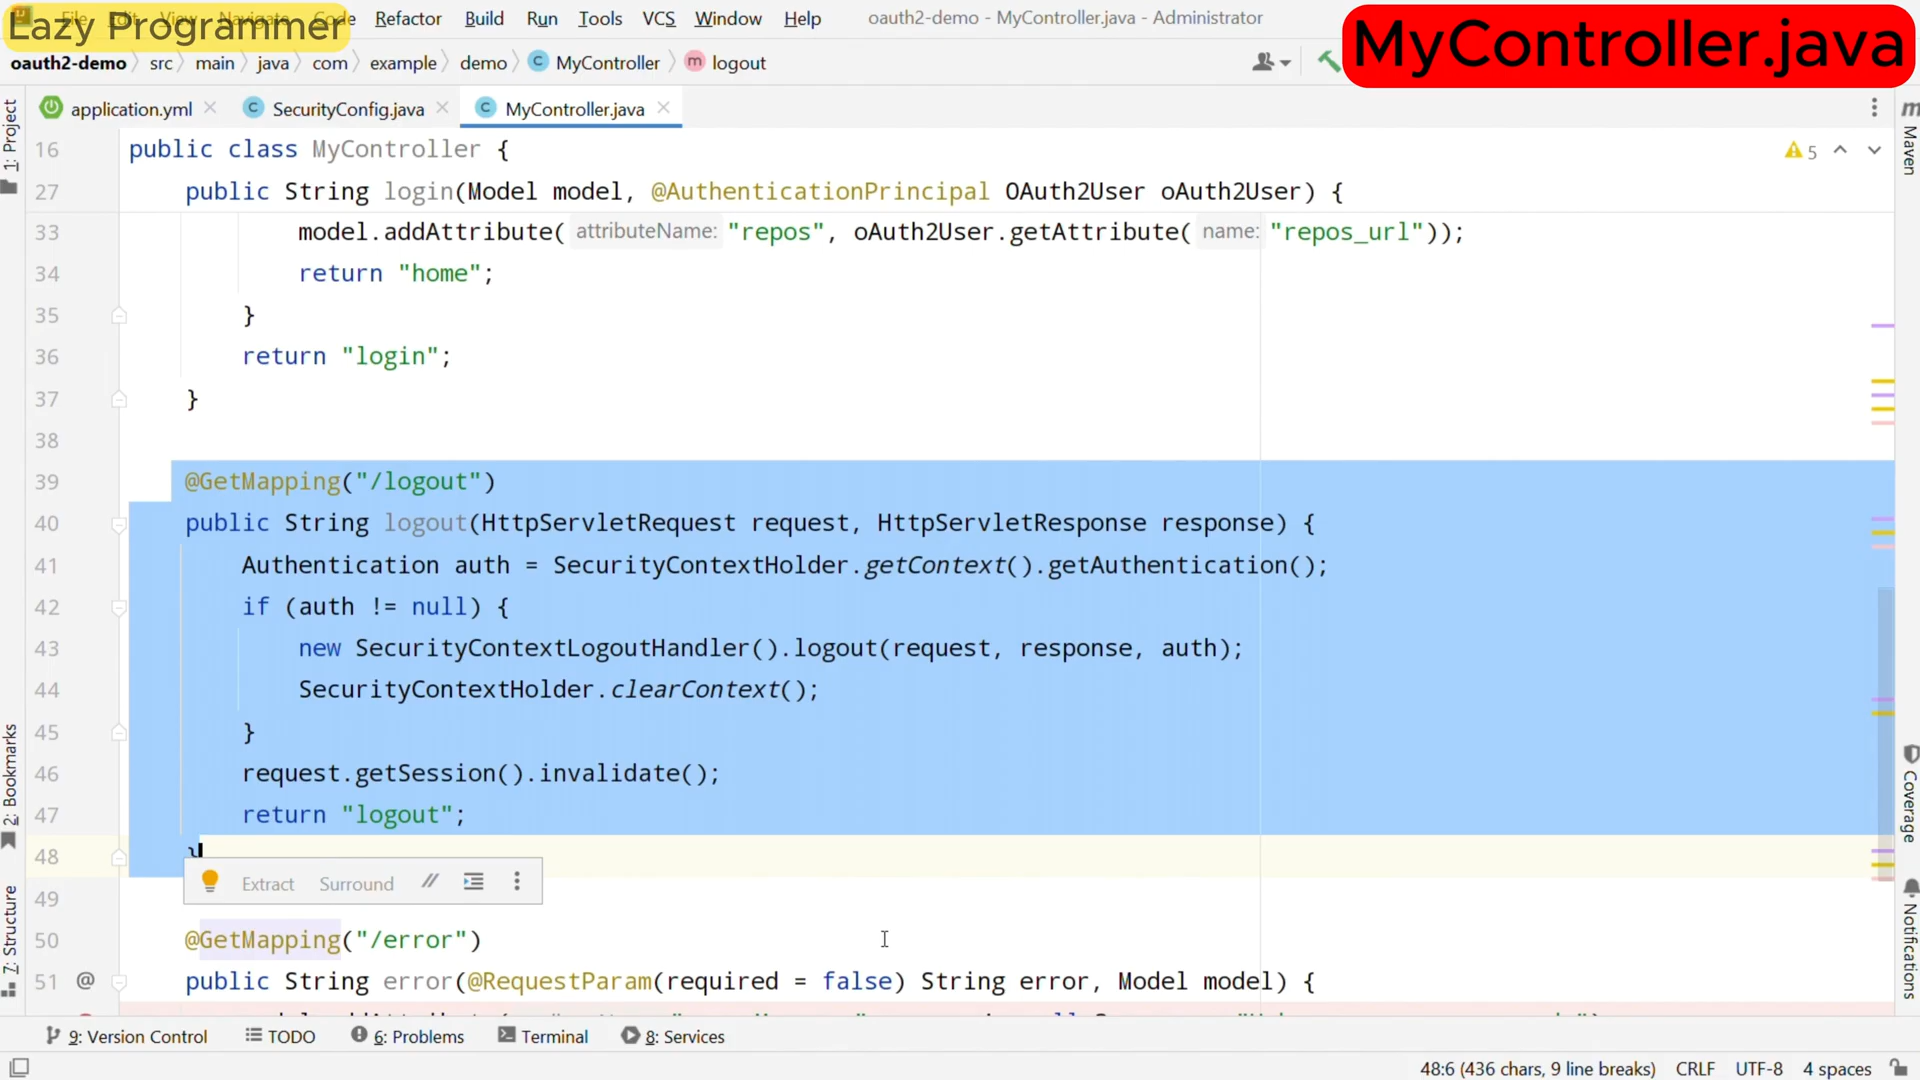 Lazy Programmer
File Edit View Navigate Code Refactor Build Run Tools VCS Window Help oauth2-demo - MyController.java - Administrator
MyController.java
oauth2-demo src main java com example demo MyController logout
application.yml SecurityConfig.java MyController.java
1: Project
Maven
16 public class MyController {
5
27 public String login(Model model, @AuthenticationPrincipal OAuth2User oAuth2User) {
33 model.addAttribute( attributeName: "repos", oAuth2User.getAttribute( name: "repos_url"));
34 return "home";
35 }
36 return "login";
37 }
38
39 @GetMapping("/logout")
40 public String logout(HttpServletRequest request, HttpServletResponse response) {
41 Authentication auth = SecurityContextHolder.getContext().getAuthentication();
42 if (auth != null) {
43 new SecurityContextLogoutHandler().logout(request, response, auth);
44 SecurityContextHolder.clearContext();
45 }
46 request.getSession().invalidate();
47 return "logout";
48 }
Extract Surround
49
50 @GetMapping("/error")
51 @ public String error(@RequestParam(required = false) String error, Model model) {
2: Bookmarks
7: Structure
Coverage
Notifications
9: Version Control TODO 6: Problems Terminal 8: Services
48:6 (436 chars, 9 line breaks) CRLF UTF-8 4 spaces